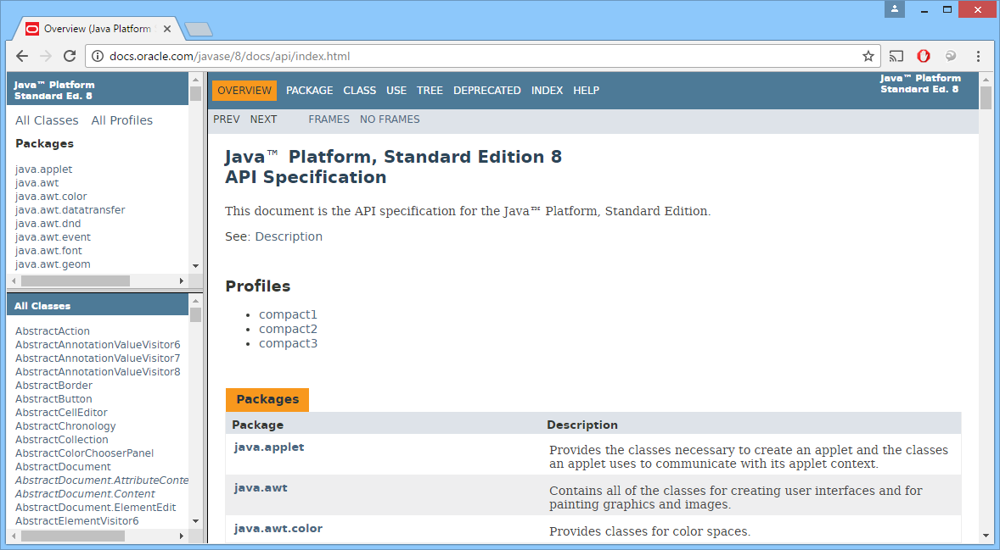 Overview (Java Platform
docs.oracle.com/javase/8/docs/api/index.html
Java™ Platform
Standard Ed. 8
All Classes All Profiles
Packages
java.applet
java.awt
java.awt.color
java.awt.datatransfer
java.awt.dnd
java.awt.event
java.awt.font
java.awt.geom
All Classes
AbstractAction
AbstractAnnotationValueVisitor6
AbstractAnnotationValueVisitor7
AbstractAnnotationValueVisitor8
AbstractBorder
AbstractButton
AbstractCellEditor
AbstractChronology
AbstractCollection
AbstractColorChooserPanel
AbstractDocument
AbstractDocument.AttributeConte
AbstractDocument.Content
AbstractDocument.ElementEdit
AbstractElementVisitor6
OVERVIEW PACKAGE CLASS USE TREE DEPRECATED INDEX HELP
Java™ Platform
Standard Ed. 8
PREV NEXT FRAMES NO FRAMES
Java™ Platform, Standard Edition 8
API Specification
This document is the API specification for the Java™ Platform, Standard Edition.
See: Description
Profiles
• compact1
• compact2
• compact3
Packages
Package Description
java.applet Provides the classes necessary to create an applet and the classes
an applet uses to communicate with its applet context.
java.awt Contains all of the classes for creating user interfaces and for
painting graphics and images.
java.awt.color Provides classes for color spaces.